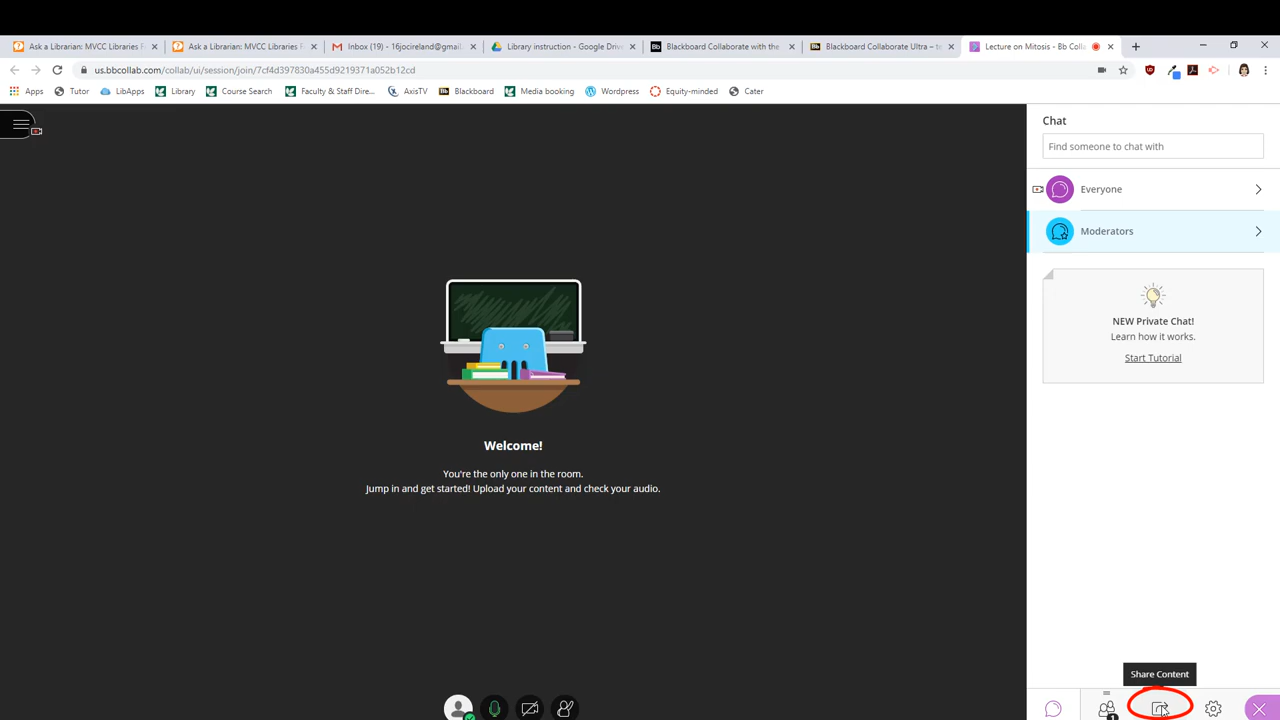 Ask a Librarian: MVCC Libraries F
Ask a Librarian: MVCC Libraries F
Inbox (19) - 16jocireland@gmail.
Library instruction - Google Driv
Blackboard Collaborate with the
Blackboard Collaborate Ultra – te
Lecture on Mitosis - Bb Colla
us.bbcollab.com/collab/ui/session/join/7cf4d397830a455d9219371a052b12cd
Apps
Tutor
LibApps
Library
Course Search
Faculty & Staff Dire...
AxisTV
Blackboard
Media booking
Wordpress
Equity-minded
Cater
Chat
Find someone to chat with
Everyone
Moderators
NEW Private Chat!
Learn how it works.
Start Tutorial
Welcome!
You're the only one in the room.
Jump in and get started! Upload your content and check your audio.
Share Content
1